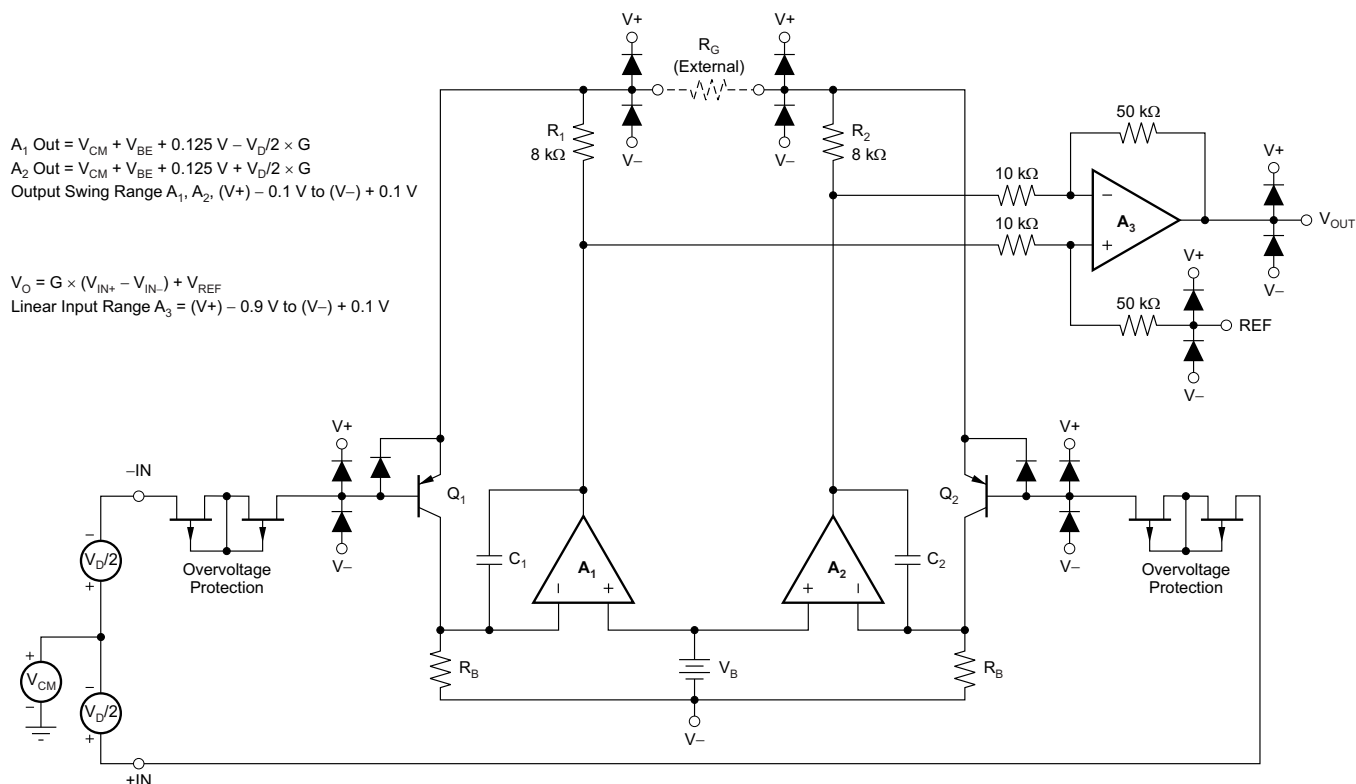 V+
V+
R_G
(External)
V−
V−
R₁
8 kΩ
R₂
8 kΩ
A₁ Out = V_CM + V_BE + 0.125 V − V_D/2 × G
A₂ Out = V_CM + V_BE + 0.125 V + V_D/2 × G
Output Swing Range A₁, A₂, (V+) − 0.1 V to (V−) + 0.1 V
V_O = G × (V_IN+ − V_IN−) + V_REF
Linear Input Range A₃ = (V+) − 0.9 V to (V−) + 0.1 V
50 kΩ
10 kΩ
10 kΩ
−
+
A₃
V+
V_OUT
V−
V+
50 kΩ
REF
V−
V+
−IN
Q₁
V−
Overvoltage
Protection
C₁
A₁
−
+
A₂
+
−
C₂
Q₂
V+
V−
Overvoltage
Protection
−
V_D/2
+
+
V_CM
−
−
V_D/2
+
R_B
V_B
R_B
V−
+IN